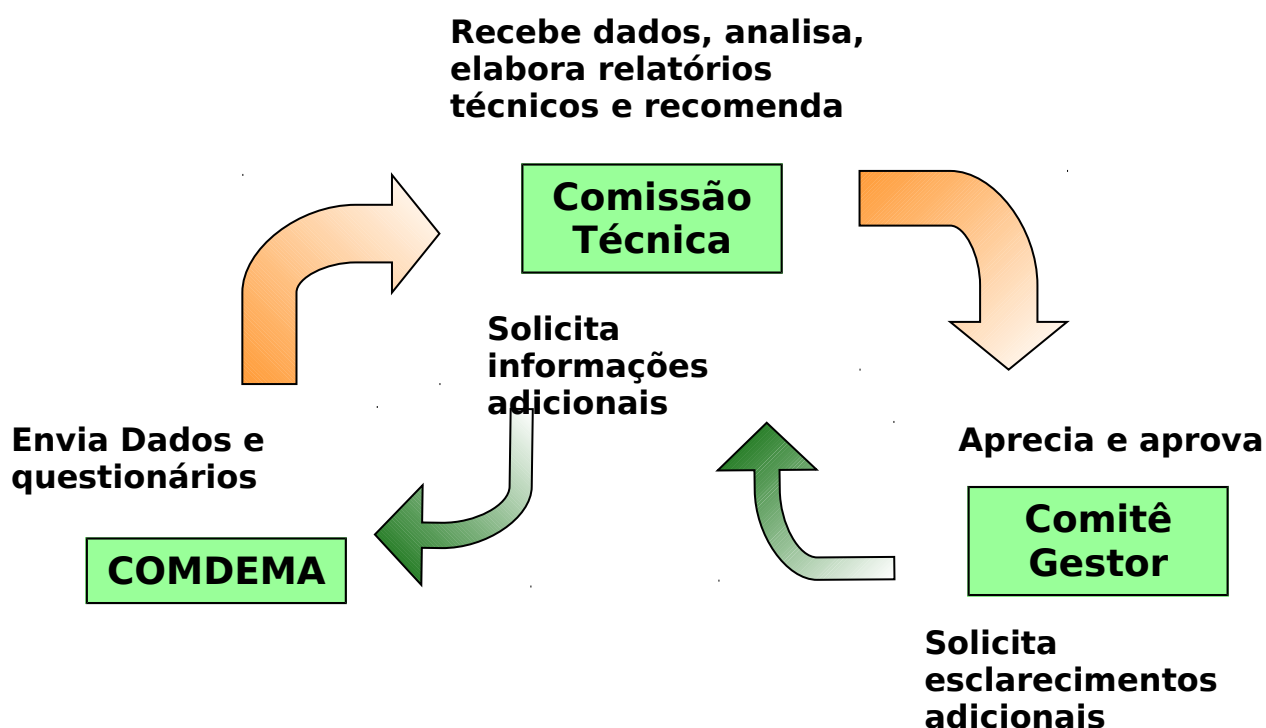 Recebe dados, analisa,
elabora relatórios
técnicos e recomenda
Comissão
Técnica
Solicita
informações
adicionais
Envia Dados e
questionários
COMDEMA
Aprecia e aprova
Comitê
Gestor
Solicita
esclarecimentos
adicionais